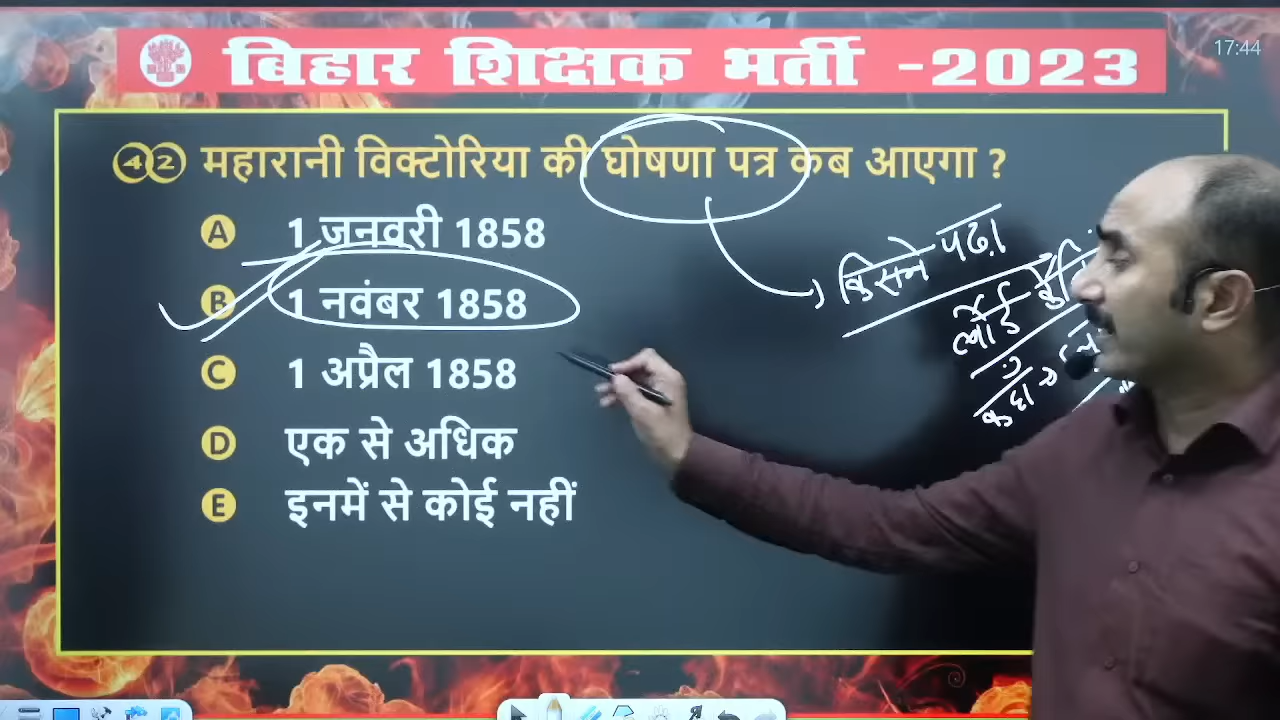 बिहार शिक्षक भर्ती -2023
17:44
42 महारानी विक्टोरिया की घोषणा पत्र कब आएगा ?
A 1 जनवरी 1858
B 1 नवंबर 1858
C 1 अप्रैल 1858
D एक से अधिक
E इनमें से कोई नहीं
किसने पढ़ा
लॉर्ड
कहाँ